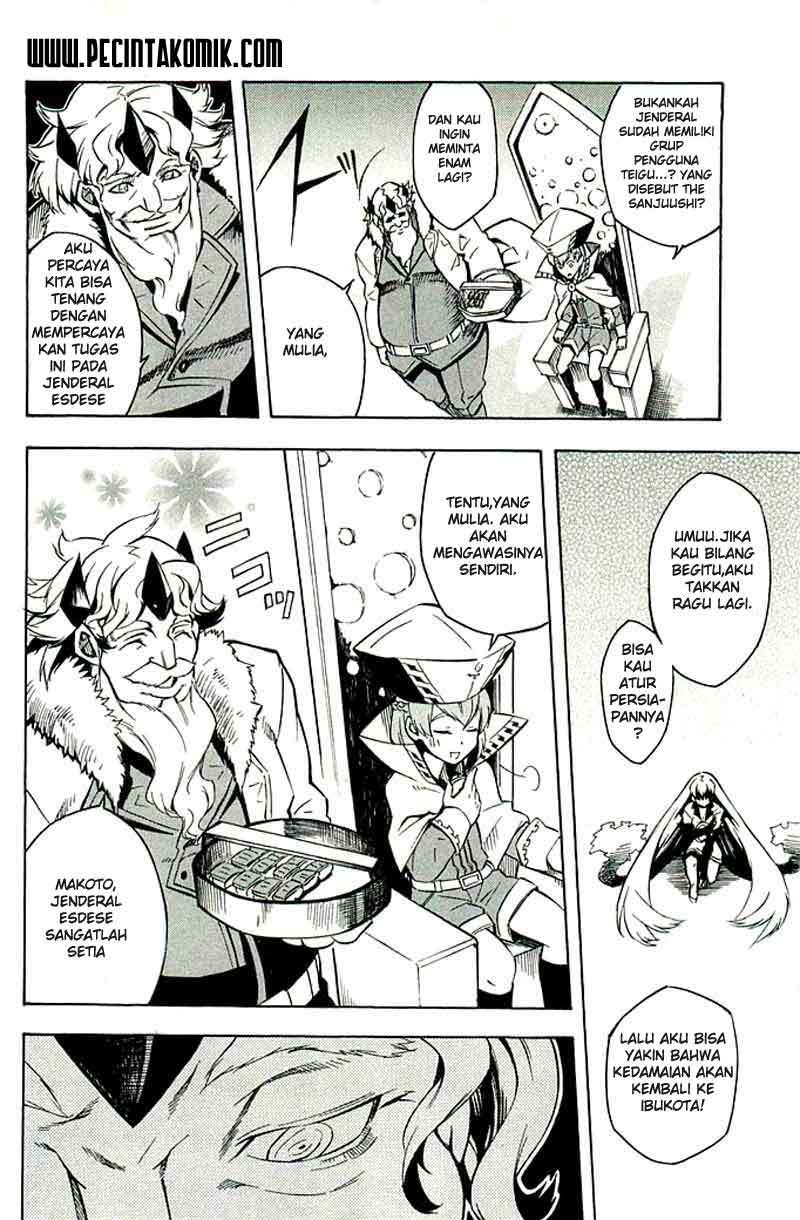 WWW.PECINTAKOMIK.COM
BUKANKAH
JENDERAL
SUDAH MEMILIKI
GRUP
PENGGUNA
TEIGU...? YANG
DISEBUT THE
SANJUUSHI?
DAN KAU
INGIN
MEMINTA
ENAM
LAGI?
YANG
MULIA,
AKU
PERCAYA
KITA BISA
TENANG
DENGAN
MEMPERCAYA
KAN TUGAS
INI PADA
JENDERAL
ESDESE
UMUU.JIKA
KAU BILANG
BEGITU,AKU
TAKKAN
RAGU LAGI.
BISA
KAU
ATUR
PERSIA-
PANNYA
?
TENTU,YANG
MULIA. AKU
AKAN
MENGAWASINYA
SENDIRI.
ニコッ
MAKOTO,
JENDERAL
ESDESE
SANGATLAH
SETIA
LALU AKU BISA
YAKIN BAHWA
KEDAMAIAN AKAN
KEMBALI KE
IBUKOTA!